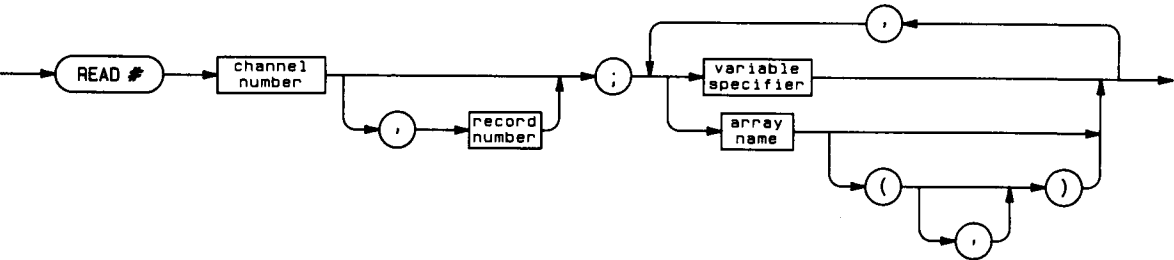 ,
READ #
channel
number
;
variable
specifier
,
record
number
array
name
(
)
,